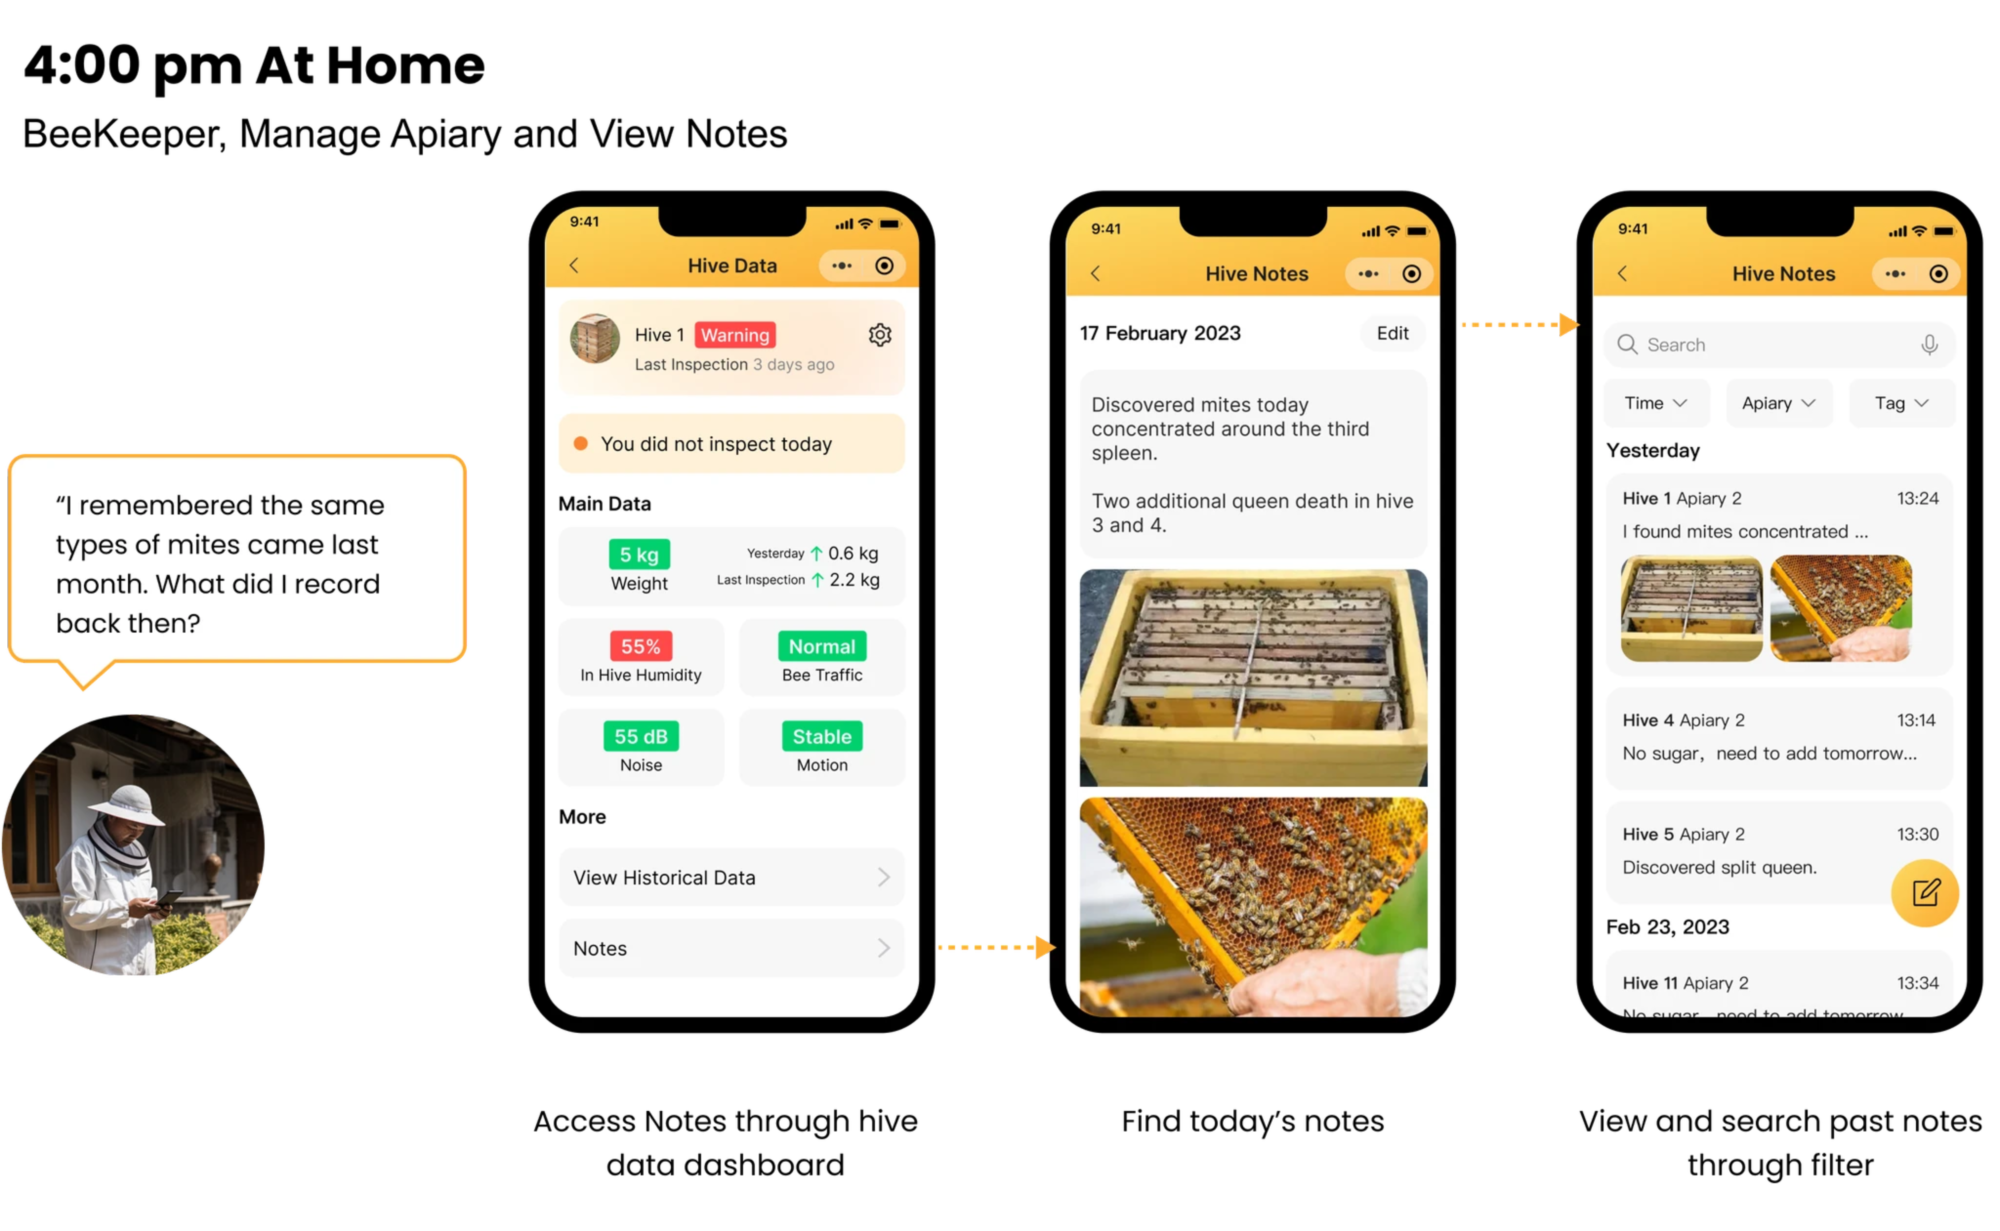 4:00 pm At Home
BeeKeeper, Manage Apiary and View Notes
“I remembered the same
types of mites came last
month. What did I record
back then?
9:41
Hive Data
Hive 1 Warning
Last Inspection 3 days ago
You did not inspect today
Main Data
5 kg
Weight
Yesterday ↑ 0.6 kg
Last Inspection ↑ 2.2 kg
55%
In Hive Humidity
Normal
Bee Traffic
55 dB
Noise
Stable
Motion
More
View Historical Data
Notes
Access Notes through hive
data dashboard
9:41
Hive Notes
17 February 2023
Edit
Discovered mites today
concentrated around the third
spleen.
Two additional queen death in hive
3 and 4.
Find today’s notes
9:41
Hive Notes
Search
Time
Apiary
Tag
Yesterday
Hive 1 Apiary 2 13:24
I found mites concentrated ...
Hive 4 Apiary 2 13:14
No sugar, need to add tomorrow...
Hive 5 Apiary 2 13:30
Discovered split queen.
Feb 23, 2023
Hive 11 Apiary 2 13:34
No sugar, need to add tomorrow
View and search past notes
through filter